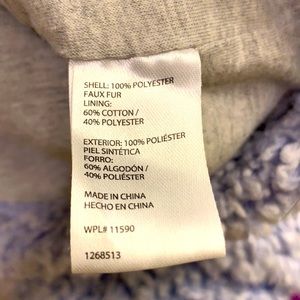 SHELL: 100% POLYESTER
FAUX FUR
LINING:
60% COTTON /
40% POLYESTER
EXTERIOR: 100% POLIÉSTER
PIEL SINTÉTICA
FORRO:
60% ALGODÓN /
40% POLIÉSTER
MADE IN CHINA
HECHO EN CHINA
WPL# 11590
1268513